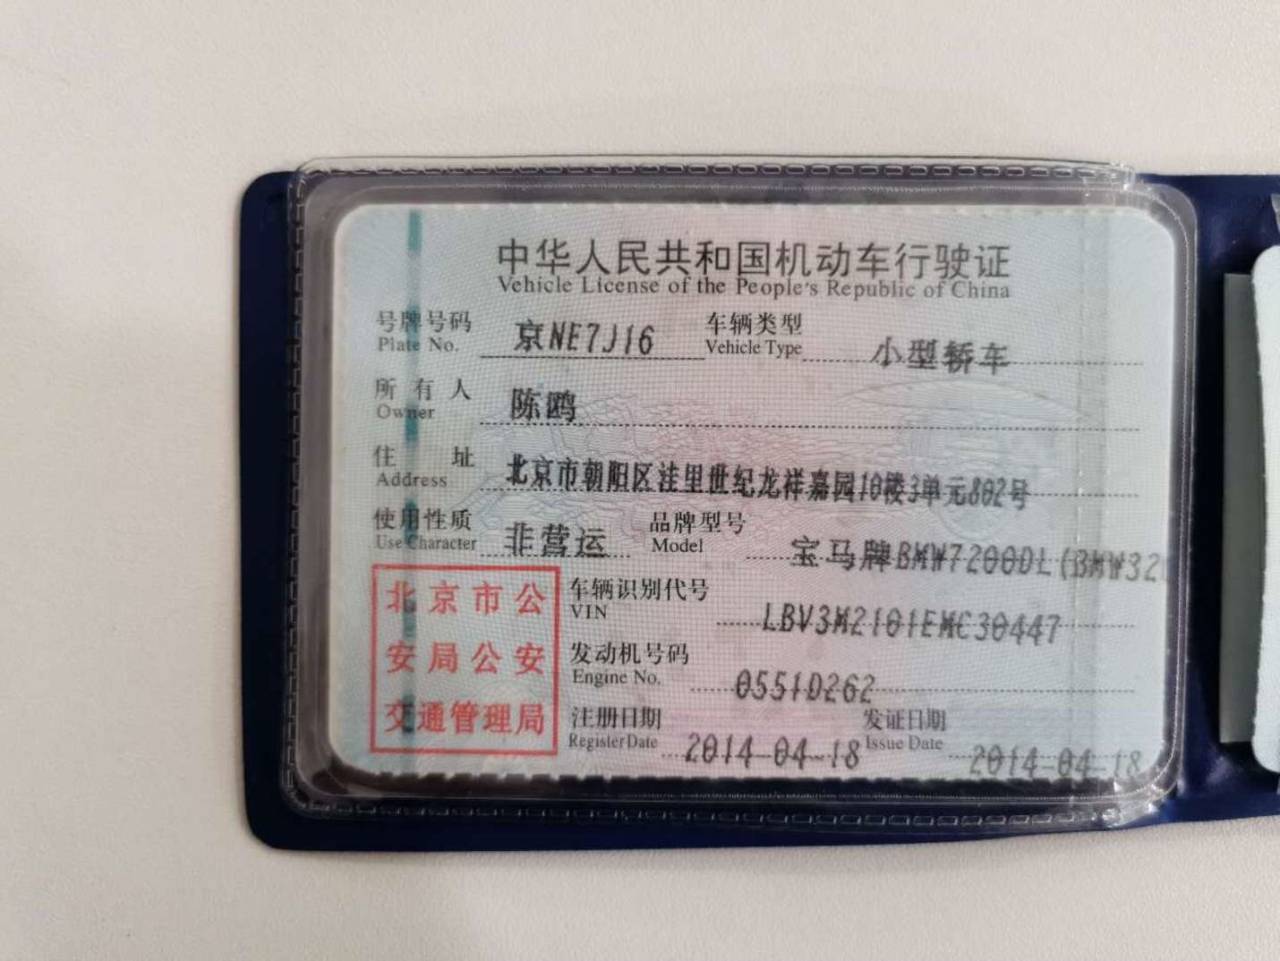 中华人民共和国机动车行驶证
Vehicle License of the People's Republic of China
号牌号码 京NE7J16 车辆类型 小型轿车
Plate No. Vehicle Type
所有人 陈鸥
Owner
住址 北京市朝阳区洼里世纪龙祥嘉园10楼3单元802号
Address
使用性质 非营运 品牌型号 宝马牌BMW7200DL(BMW32
Use Character Model
北京市公
安局公安
交通管理局
车辆识别代号 LBV3M2101EMC30447
VIN
发动机号码 0551D262
Engine No.
注册日期 2014-04-18 发证日期 2014-04-18
Register Date Issue Date